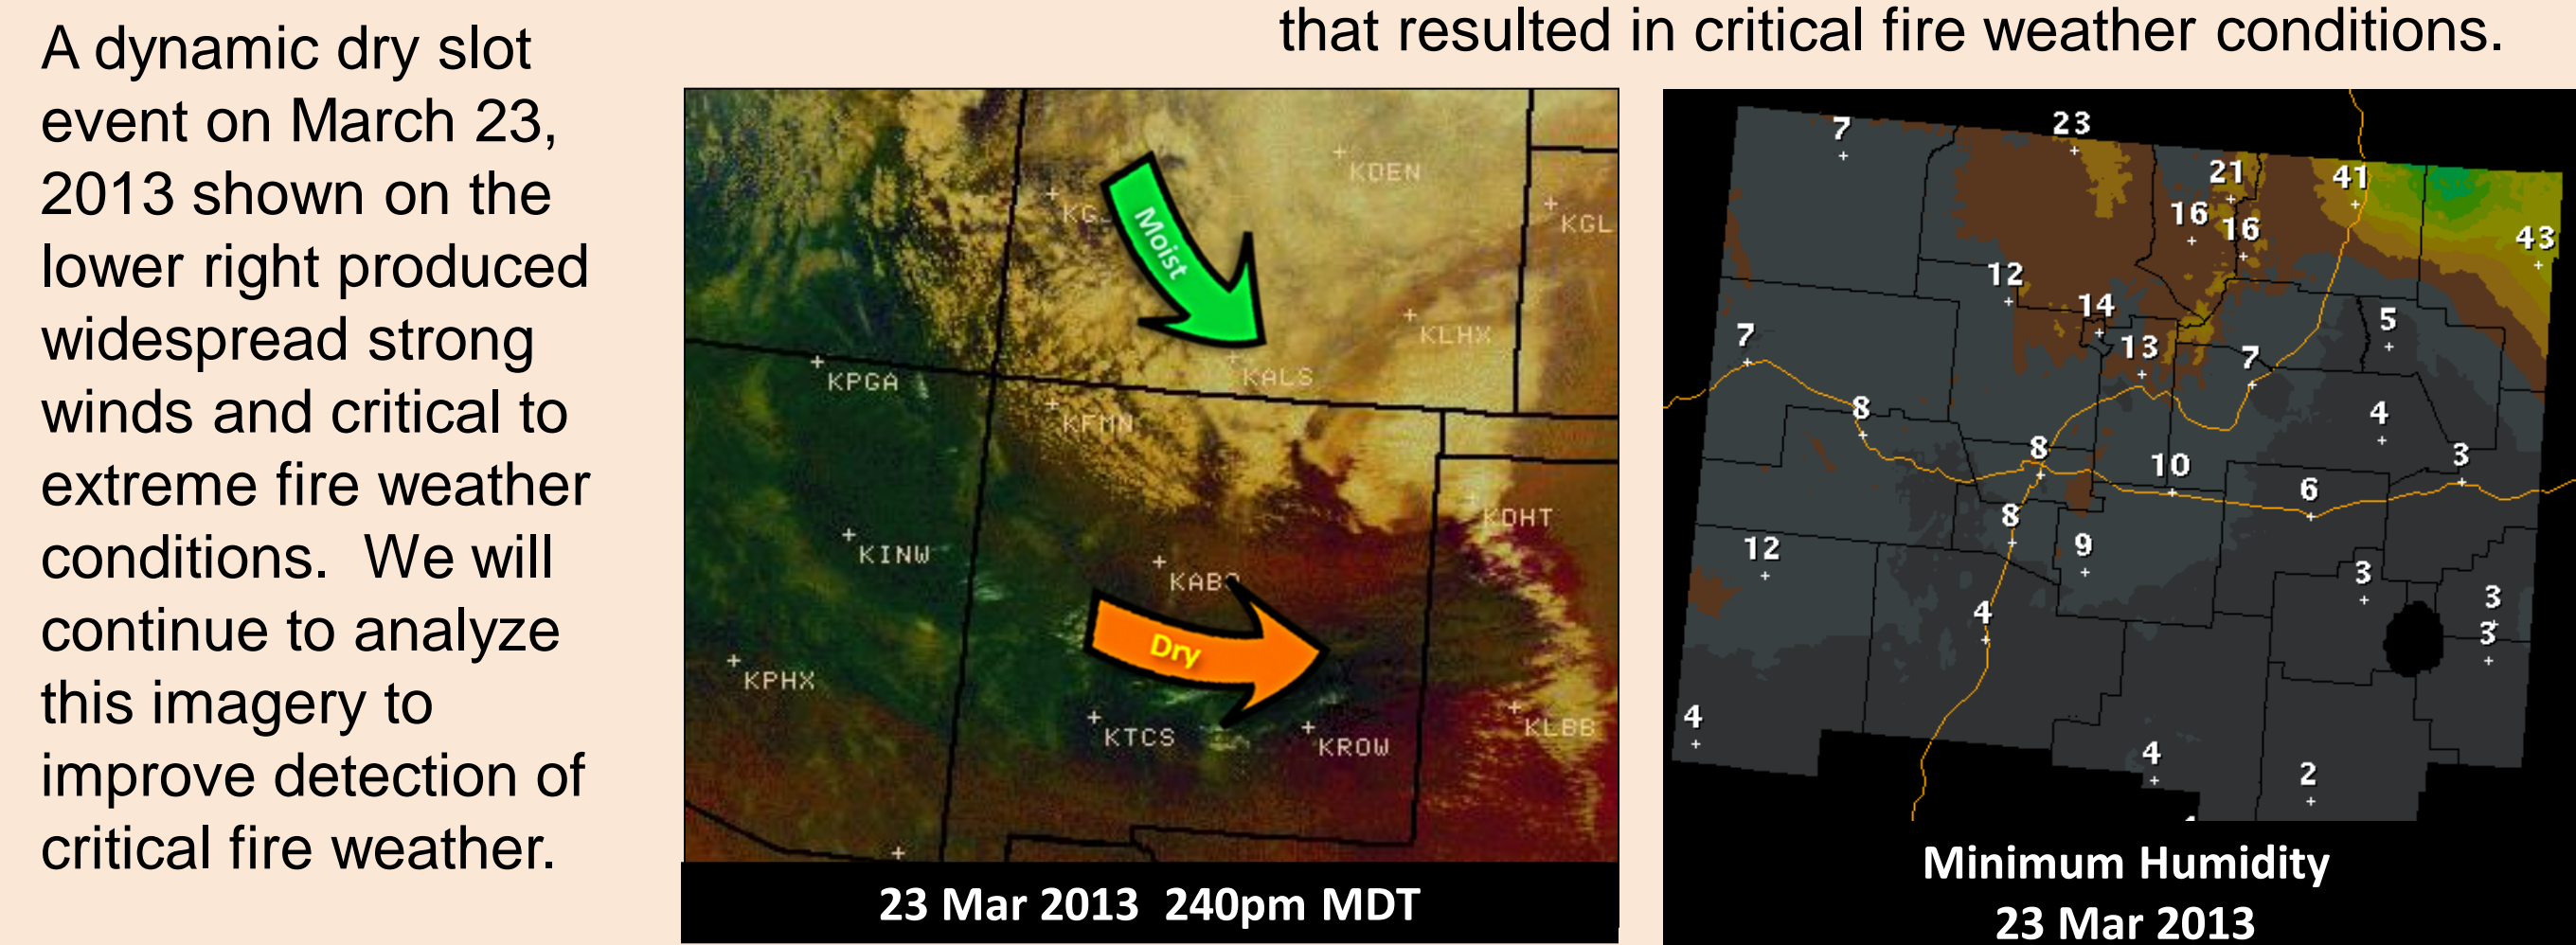 A dynamic dry slot
event on March 23,
2013 shown on the
lower right produced
widespread strong
winds and critical to
extreme fire weather
conditions.  We will
continue to analyze
this imagery to
improve detection of
critical fire weather.
that resulted in critical fire weather conditions.
KDEN
KGL
Moist
KLHX
KALS
KPGA
KFMN
KDHT
KINW
KABQ
Dry
KPHX
KTCS
KROW
KLBB
23 Mar 2013  240pm MDT
7
23
21
41
16
16
43
12
14
5
7
13
7
8
4
8
10
3
6
8
12
9
3
3
4
3
4
4
2
Minimum Humidity
23 Mar 2013